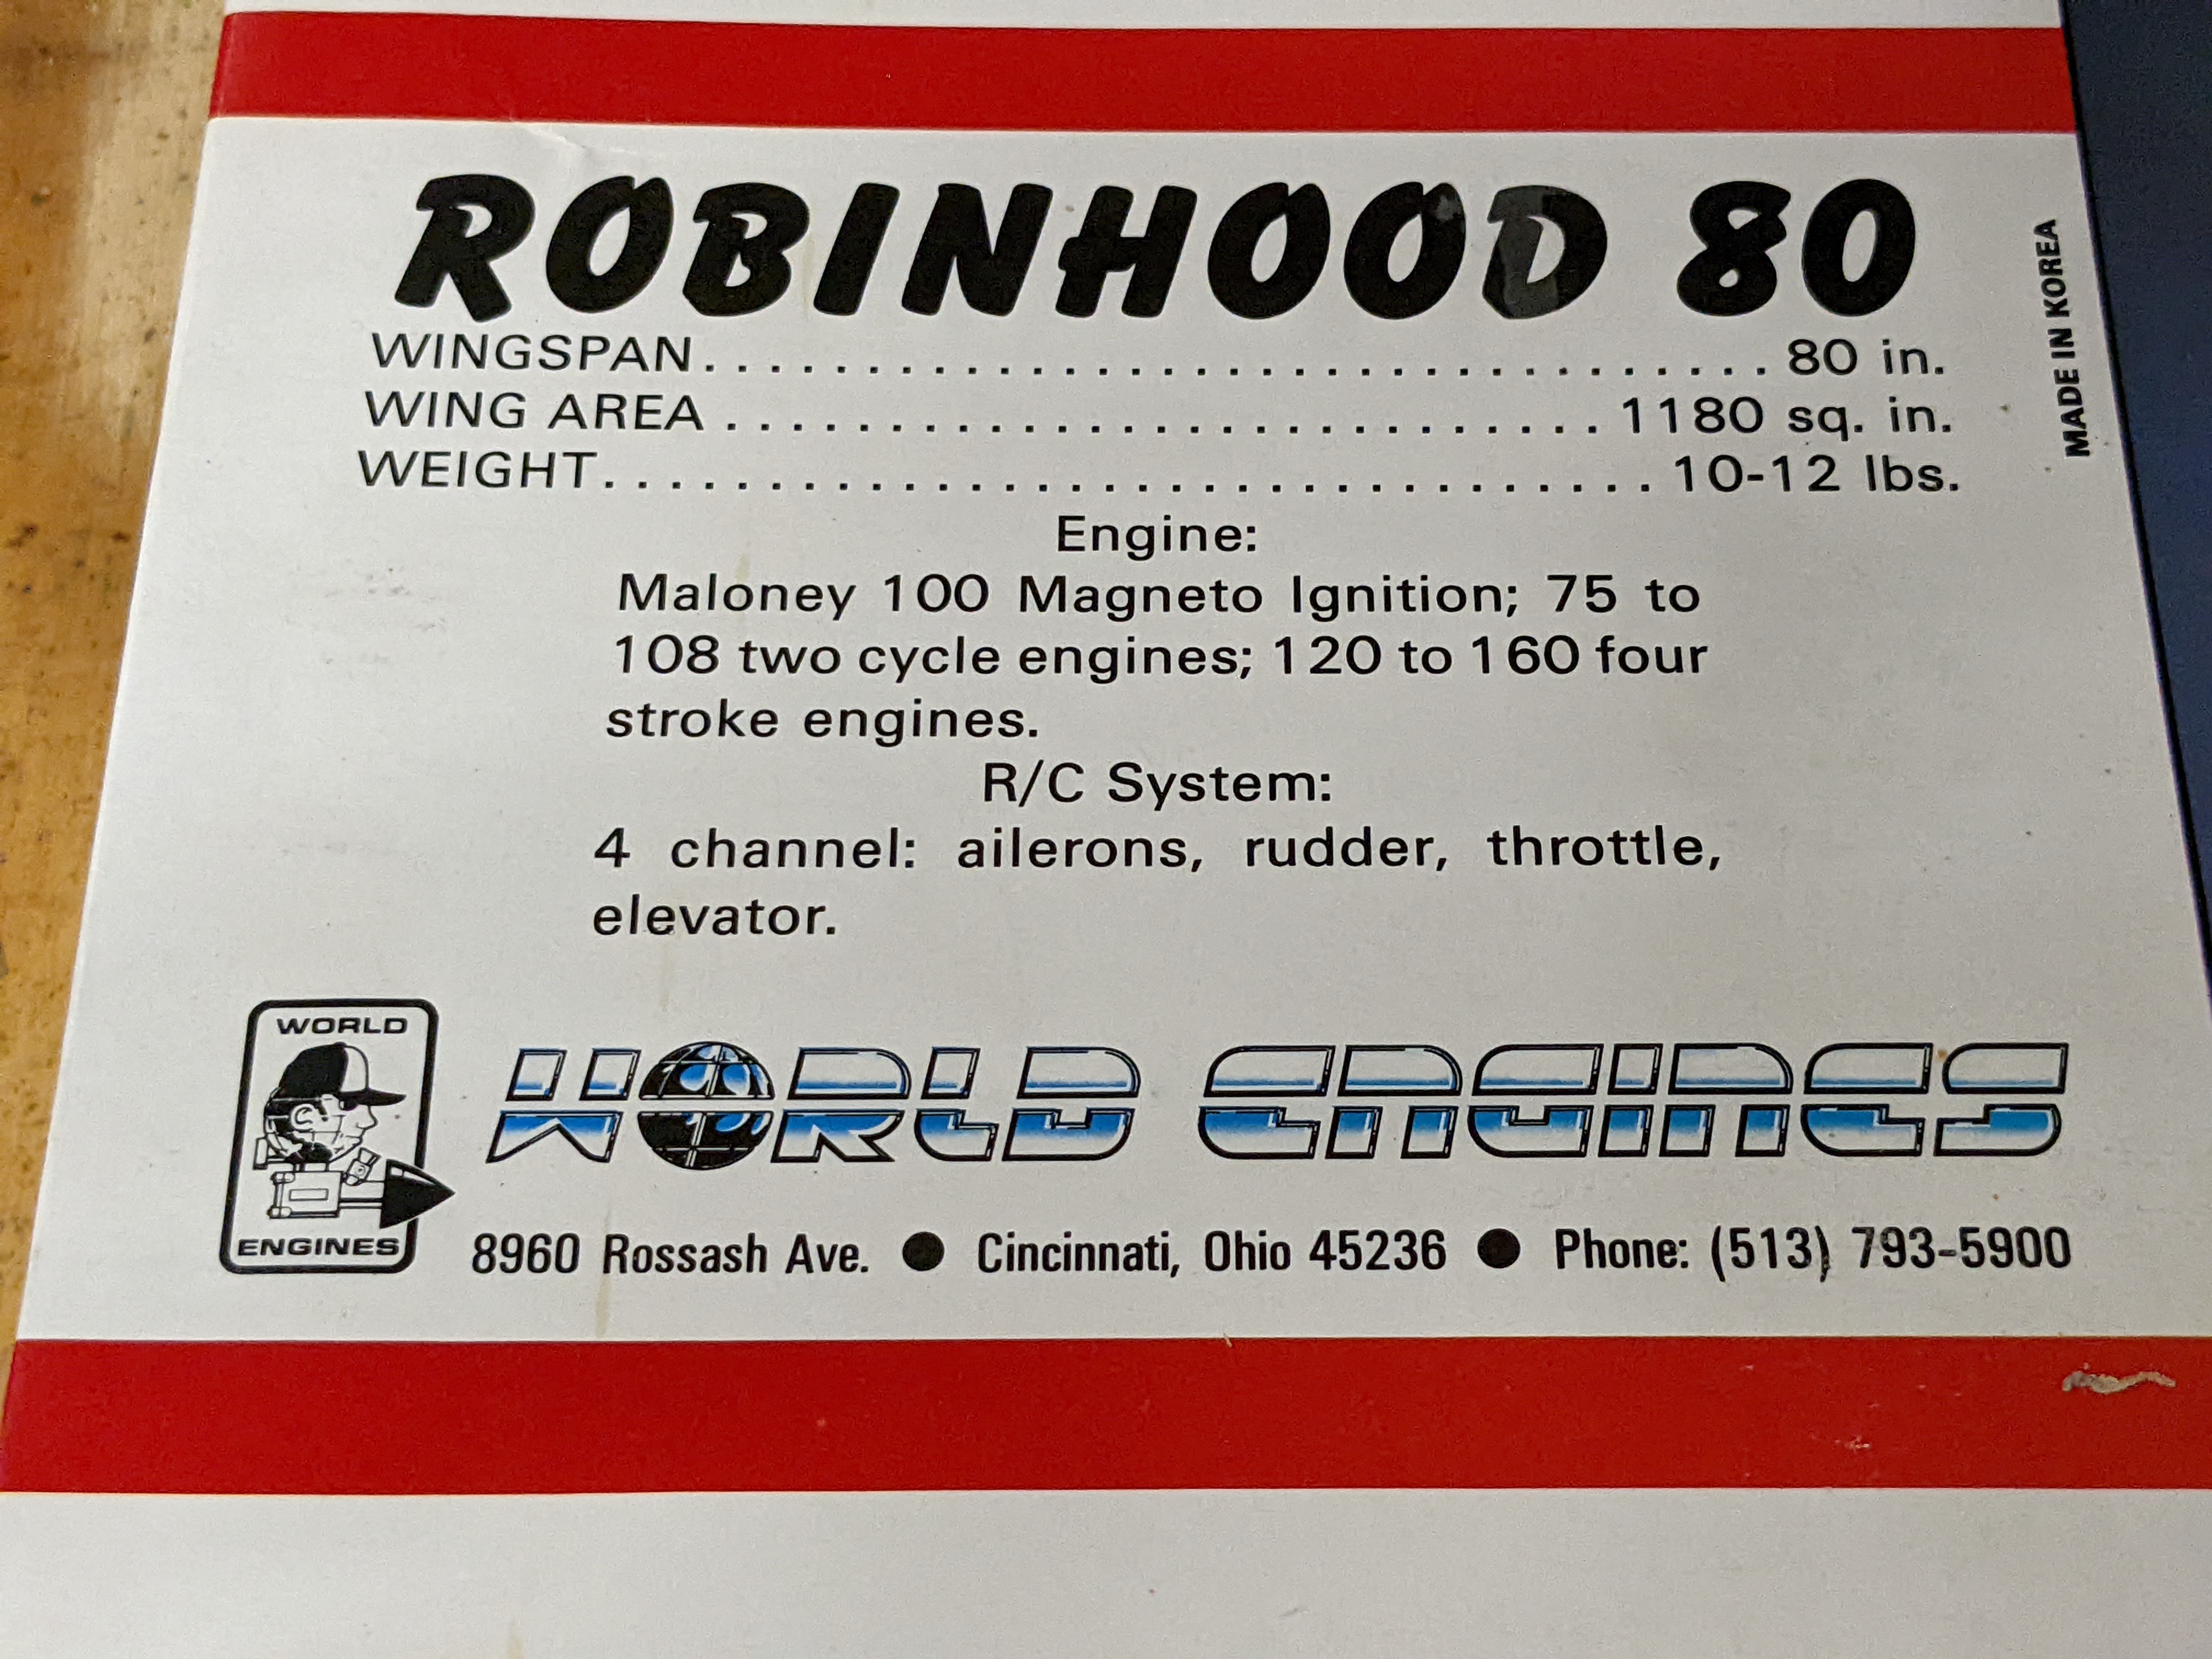 ROBINHOOD 80
WINGSPAN.................................80 in.
WING AREA ............................1180 sq. in.
WEIGHT.................................10-12 lbs.
Engine:
Maloney 100 Magneto Ignition; 75 to
108 two cycle engines; 120 to 160 four
stroke engines.
R/C System:
4 channel: ailerons, rudder, throttle,
elevator.
MADE IN KOREA
WORLD
ENGINES
WORLD ENGINES
8960 Rossash Ave. ● Cincinnati, Ohio 45236 ● Phone: (513) 793-5900